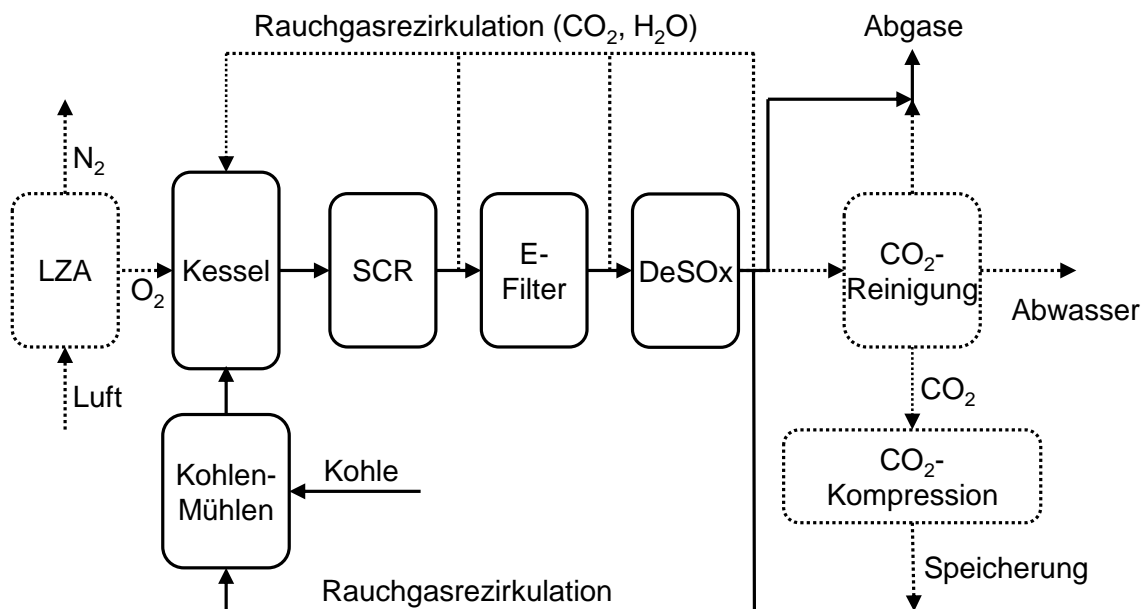 Rauchgasrezirkulation (CO₂, H₂O)
Abgase
N₂
LZA
O₂
Kessel
SCR
E-
Filter
DeSOx
CO₂-
Reinigung
Abwasser
Luft
CO₂
Kohlen-
Mühlen
Kohle
CO₂-
Kompression
Speicherung
Rauchgasrezirkulation